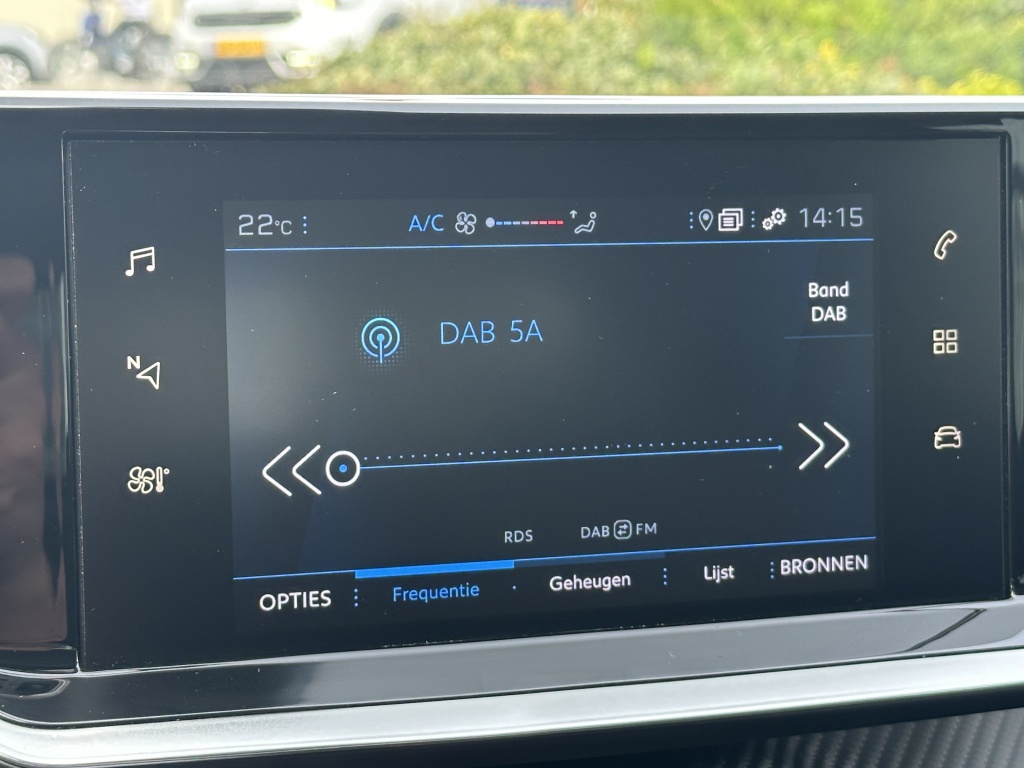 22°C
A/C
14:15
Band
DAB
DAB 5A
N
RDS
DAB FM
OPTIES
Frequentie
Geheugen
Lijst
BRONNEN